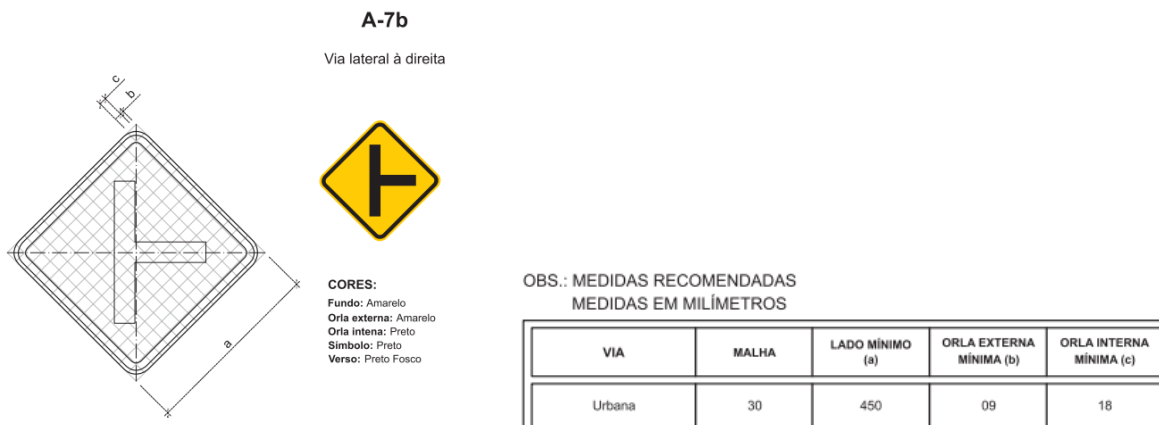 A-7b
Via lateral à direita
c
b
a
CORES:
Fundo: Amarelo
Orla externa: Amarelo
Orla intena: Preto
Símbolo: Preto
Verso: Preto Fosco
OBS.: MEDIDAS RECOMENDADAS
MEDIDAS EM MILÍMETROS
VIA MALHA LADO MÍNIMO (a) ORLA EXTERNA MÍNIMA (b) ORLA INTERNA MÍNIMA (c)
Urbana 30 450 09 18